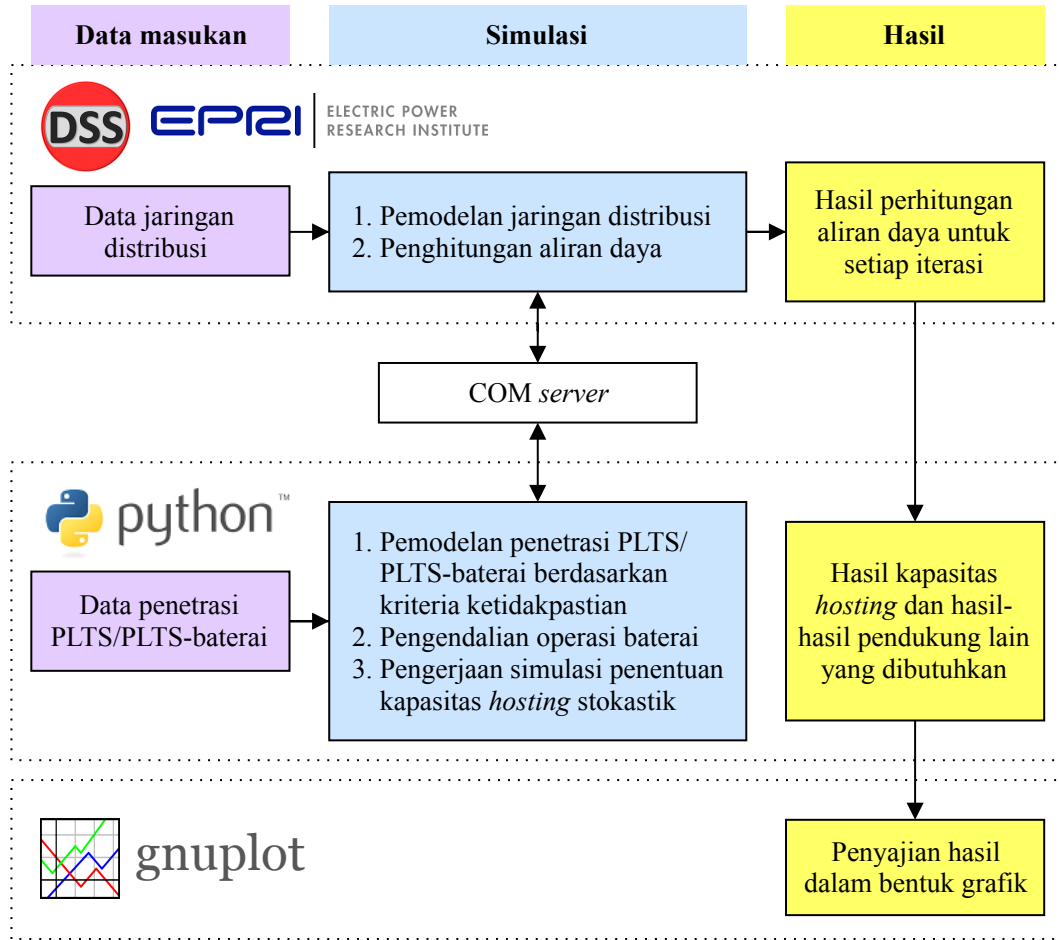 Data masukan
Simulasi
Hasil
DSS
EPRI
ELECTRIC POWER
RESEARCH INSTITUTE
Data jaringan
distribusi
1. Pemodelan jaringan distribusi
2. Penghitungan aliran daya
Hasil perhitungan
aliran daya untuk
setiap iterasi
COM server
python™
Data penetrasi
PLTS/PLTS-baterai
1. Pemodelan penetrasi PLTS/
PLTS-baterai berdasarkan
kriteria ketidakpastian
2. Pengendalian operasi baterai
3. Pengerjaan simulasi penentuan
kapasitas hosting stokastik
Hasil kapasitas
hosting dan hasil-
hasil pendukung lain
yang dibutuhkan
gnuplot
Penyajian hasil
dalam bentuk grafik